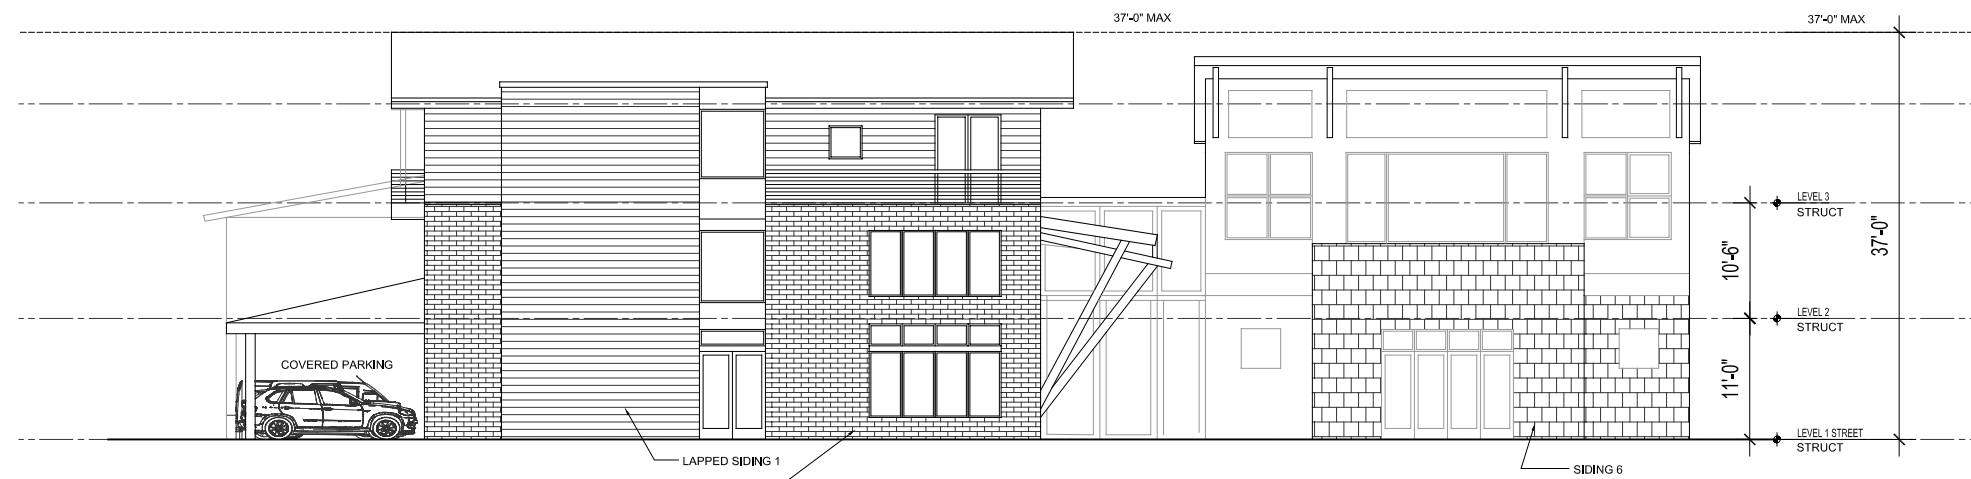 37'-0" MAX
37'-0" MAX
LEVEL 3
STRUCT
37'-0"
10'-6"
LEVEL 2
STRUCT
COVERED PARKING
11'-0"
LEVEL 1 STREET
STRUCT
LAPPED SIDING 1
SIDING 6